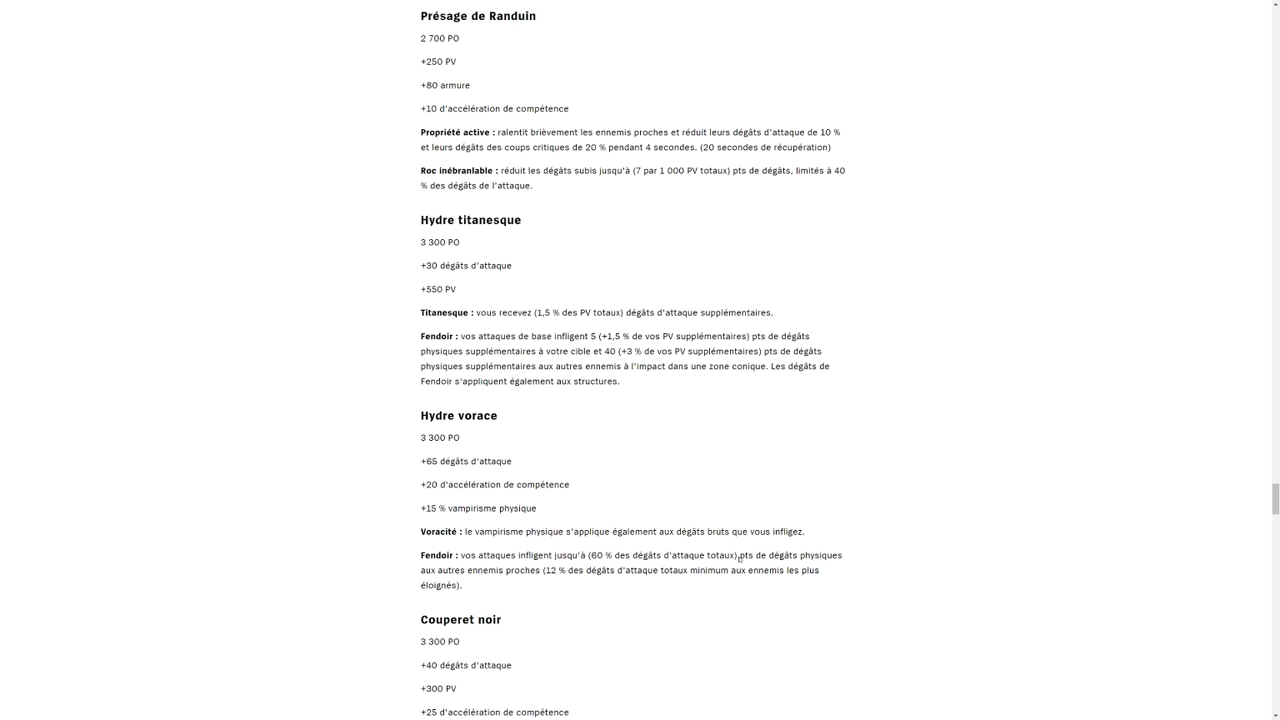 Présage de Randuin
2 700 PO
+250 PV
+80 armure
+10 d'accélération de compétence
Propriété active : ralentit brièvement les ennemis proches et réduit leurs dégâts d'attaque de 10 %
et leurs dégâts des coups critiques de 20 % pendant 4 secondes. (20 secondes de récupération)
Roc inébranlable : réduit les dégâts subis jusqu'à (7 par 1 000 PV totaux) pts de dégâts, limités à 40
% des dégâts de l'attaque.
Hydre titanesque
3 300 PO
+30 dégâts d'attaque
+550 PV
Titanesque : vous recevez (1,5 % des PV totaux) dégâts d'attaque supplémentaires.
Fendoir : vos attaques de base infligent 5 (+1,5 % de vos PV supplémentaires) pts de dégâts
physiques supplémentaires à votre cible et 40 (+3 % de vos PV supplémentaires) pts de dégâts
physiques supplémentaires aux autres ennemis à l'impact dans une zone conique. Les dégâts de
Fendoir s'appliquent également aux structures.
Hydre vorace
3 300 PO
+65 dégâts d'attaque
+20 d'accélération de compétence
+15 % vampirisme physique
Voracité : le vampirisme physique s'applique également aux dégâts bruts que vous infligez.
Fendoir : vos attaques infligent jusqu'à (60 % des dégâts d'attaque totaux) pts de dégâts physiques
aux autres ennemis proches (12 % des dégâts d'attaque totaux minimum aux ennemis les plus
éloignés).
Couperet noir
3 300 PO
+40 dégâts d'attaque
+300 PV
+25 d'accélération de compétence